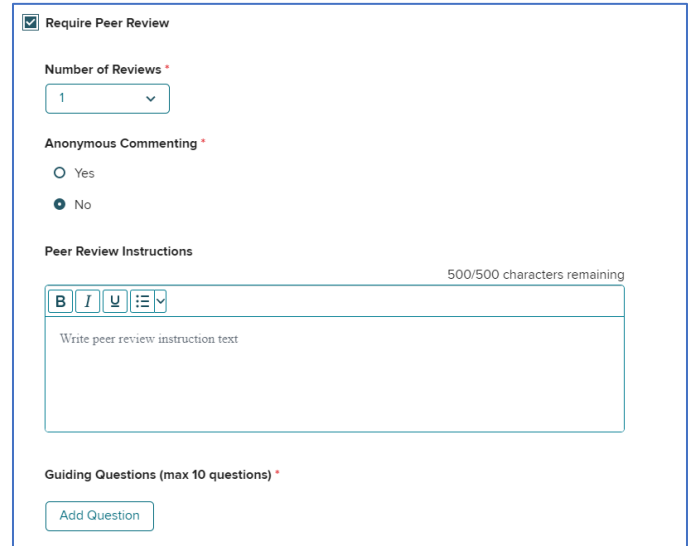 Require Peer Review
Number of Reviews *
1
Anonymous Commenting *
Yes
No
Peer Review Instructions
500/500 characters remaining
B I U
Write peer review instruction text
Guiding Questions (max 10 questions) *
Add Question